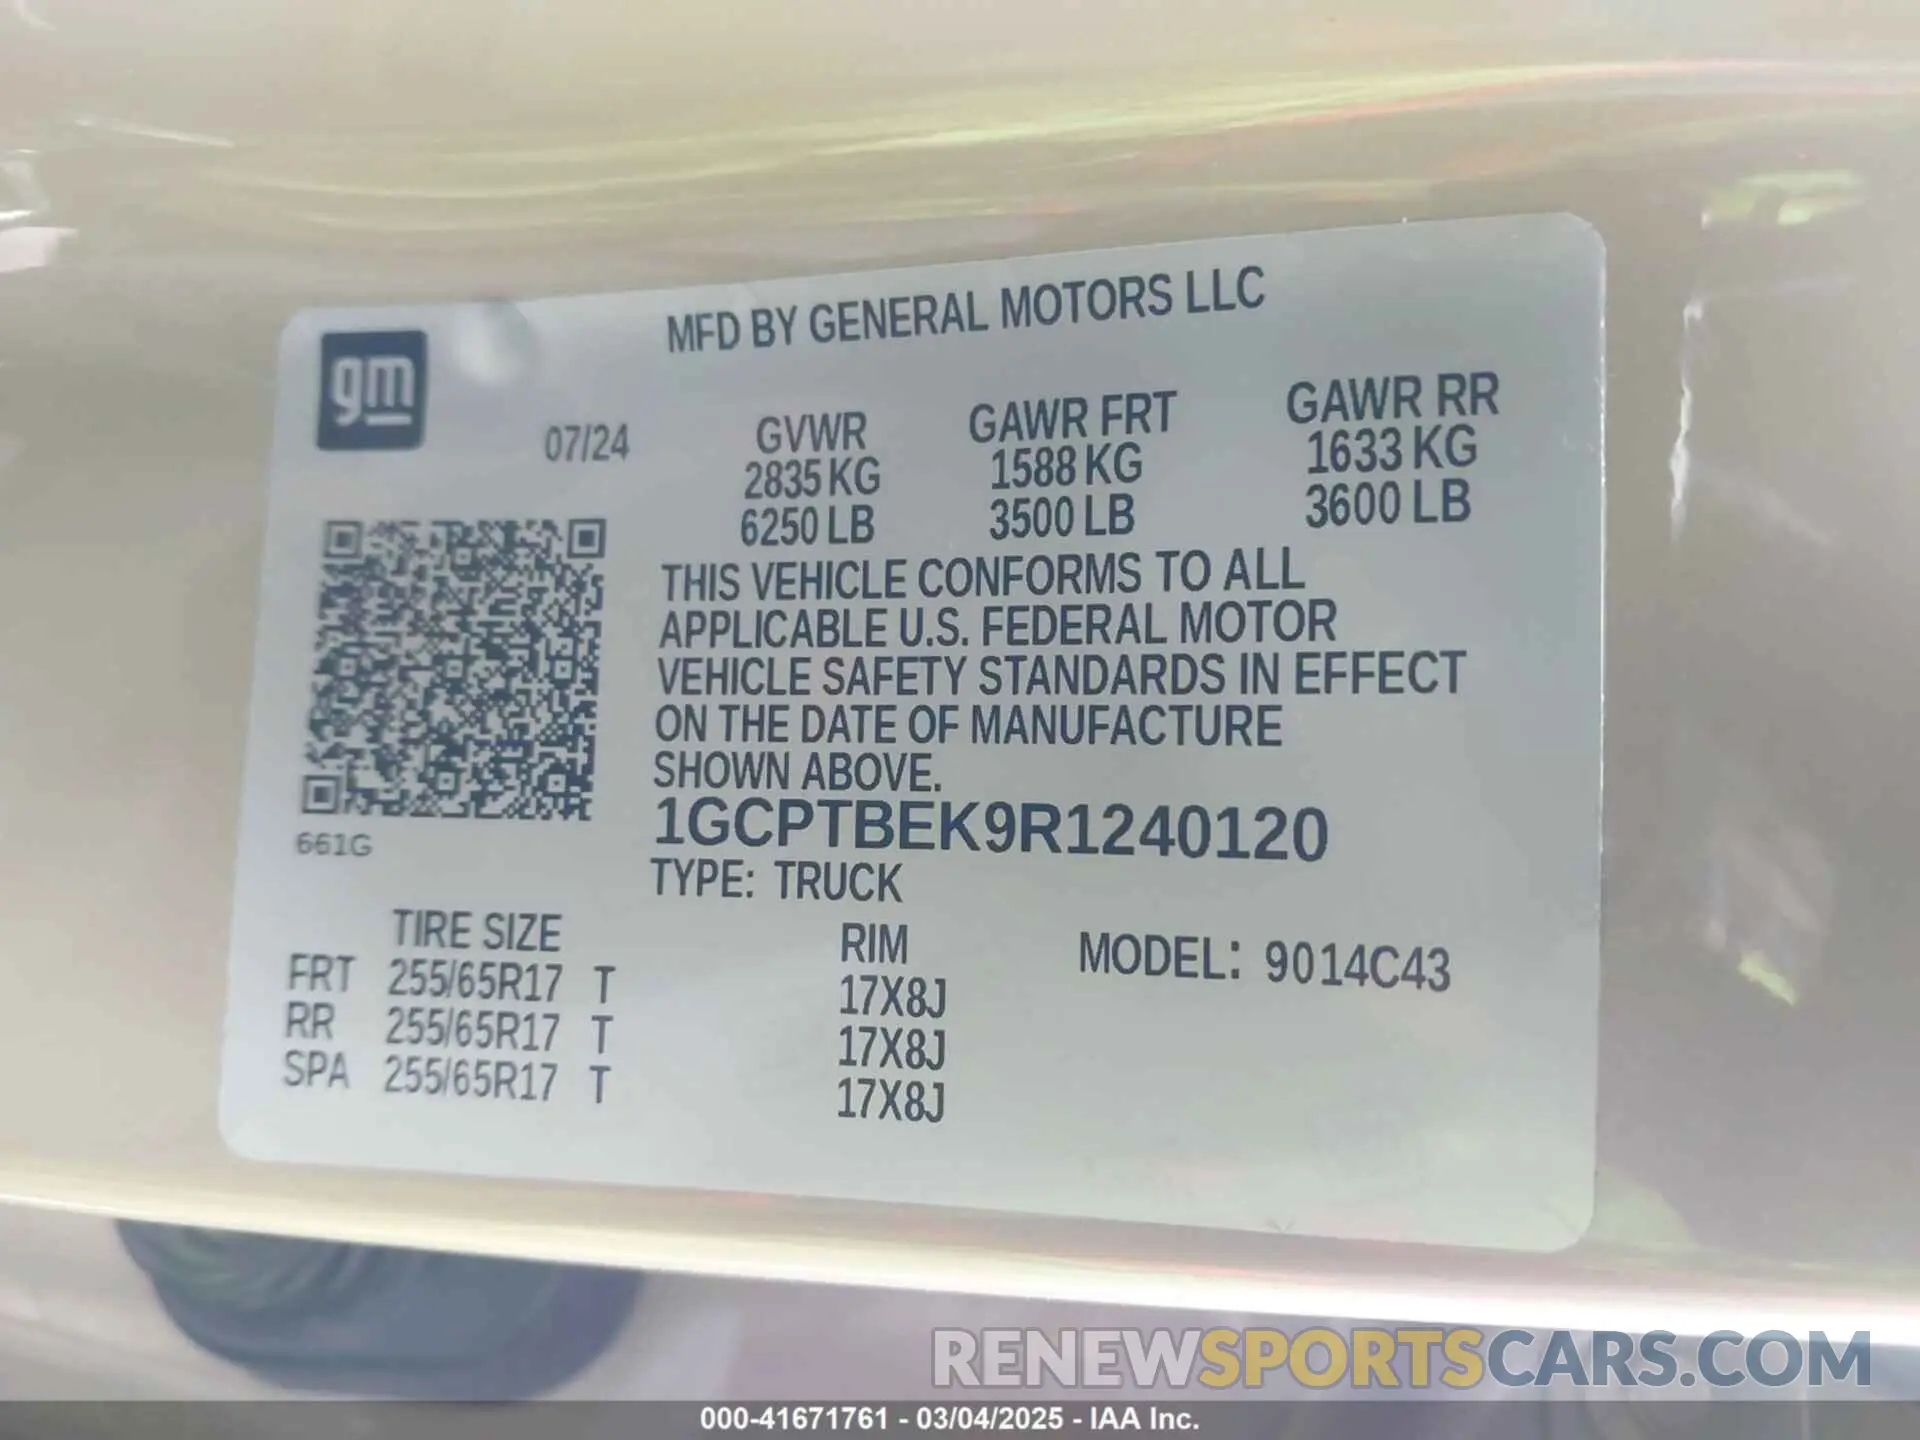 MFD BY GENERAL MOTORS LLC
gm
07/24
GVWR GAWR FRT GAWR RR
2835 KG 1588 KG 1633 KG
6250 LB 3500 LB 3600 LB
THIS VEHICLE CONFORMS TO ALL
APPLICABLE U.S. FEDERAL MOTOR
VEHICLE SAFETY STANDARDS IN EFFECT
ON THE DATE OF MANUFACTURE
SHOWN ABOVE.
1GCPTBEK9R1240120
661G
TYPE: TRUCK
TIRE SIZE RIM MODEL: 9014C43
FRT 255/65R17 T 17X8J
RR 255/65R17 T 17X8J
SPA 255/65R17 T 17X8J
RENEWSPORTSCARS.COM
000-41671761 - 03/04/2025 - IAA Inc.